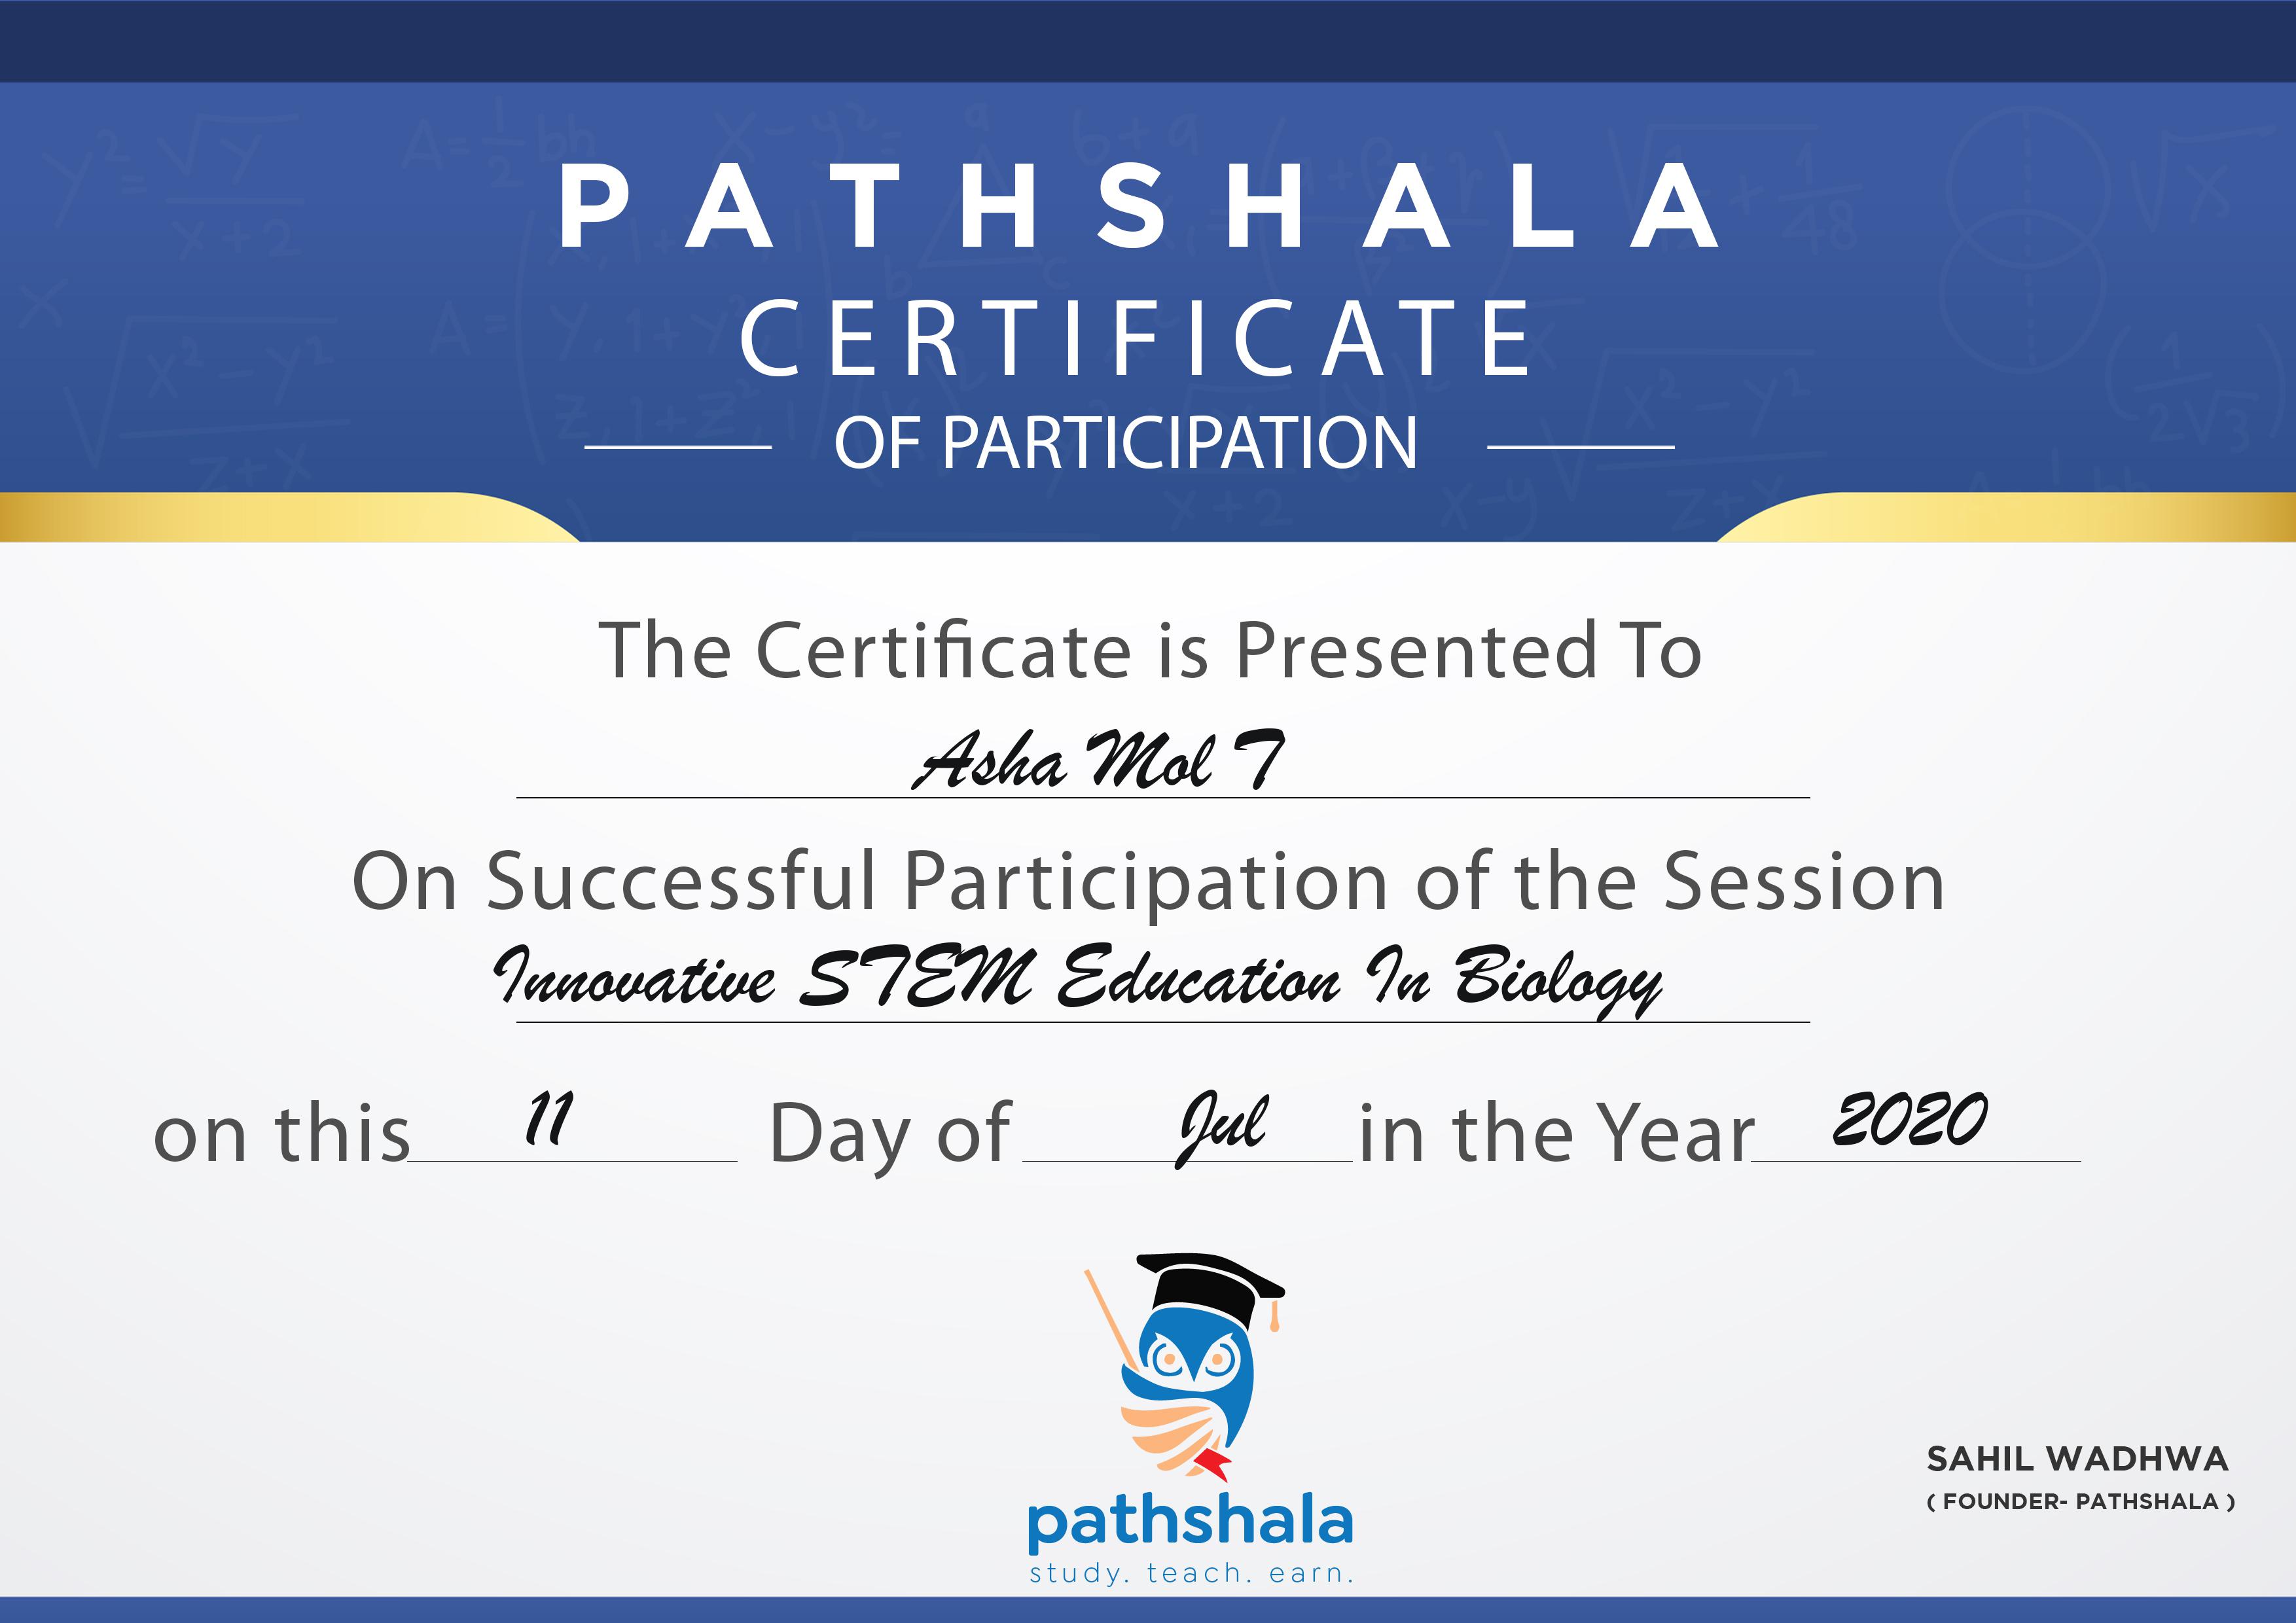 PATHSHALA
CERTIFICATE
OF PARTICIPATION
The Certificate is Presented To
Asha Mol T
On Successful Participation of the Session
Innovative STEM Education In Biology
on this 11 Day of Jul in the Year 2020
pathshala
study. teach. earn.
SAHIL WADHWA
( FOUNDER- PATHSHALA )